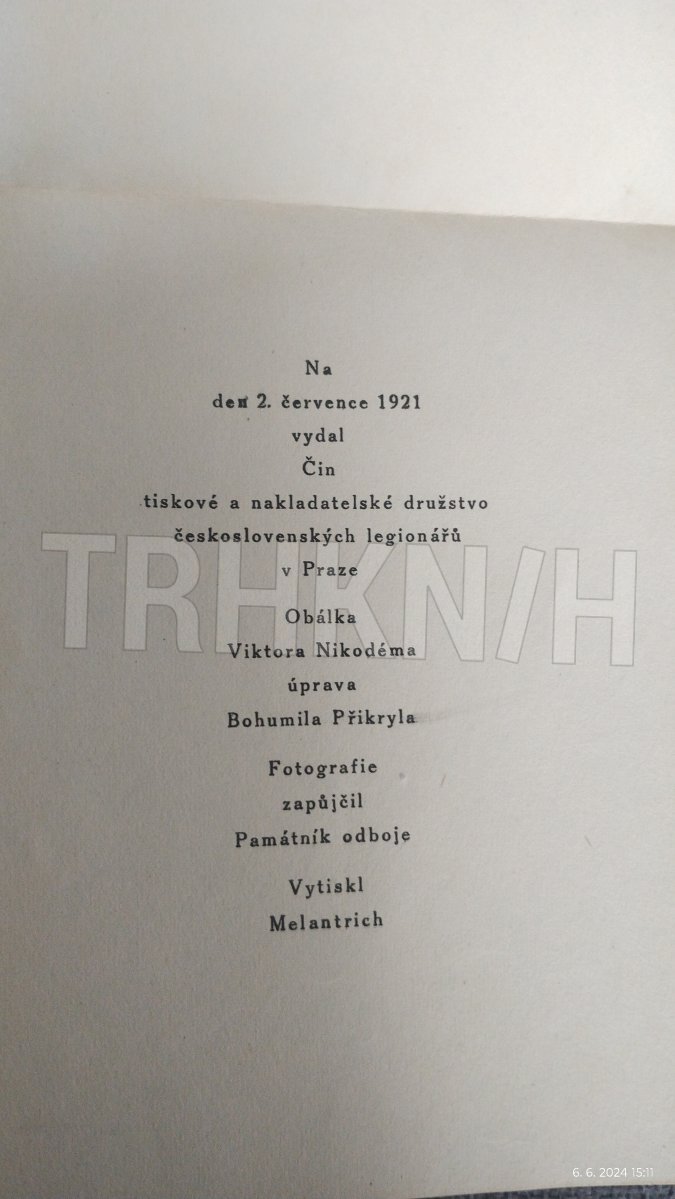 Na
den 2. července 1921
vydal
Čin
tiskové a nakladatelské družstvo
československých legionářů
v Praze
TRHKN/H
Obálka
Viktora Nikodéma
úprava
Bohumila Přikryla
Fotografie
zapůjčil
Památník odboje
Vytiskl
Melantrich
6. 6. 2024 15:11